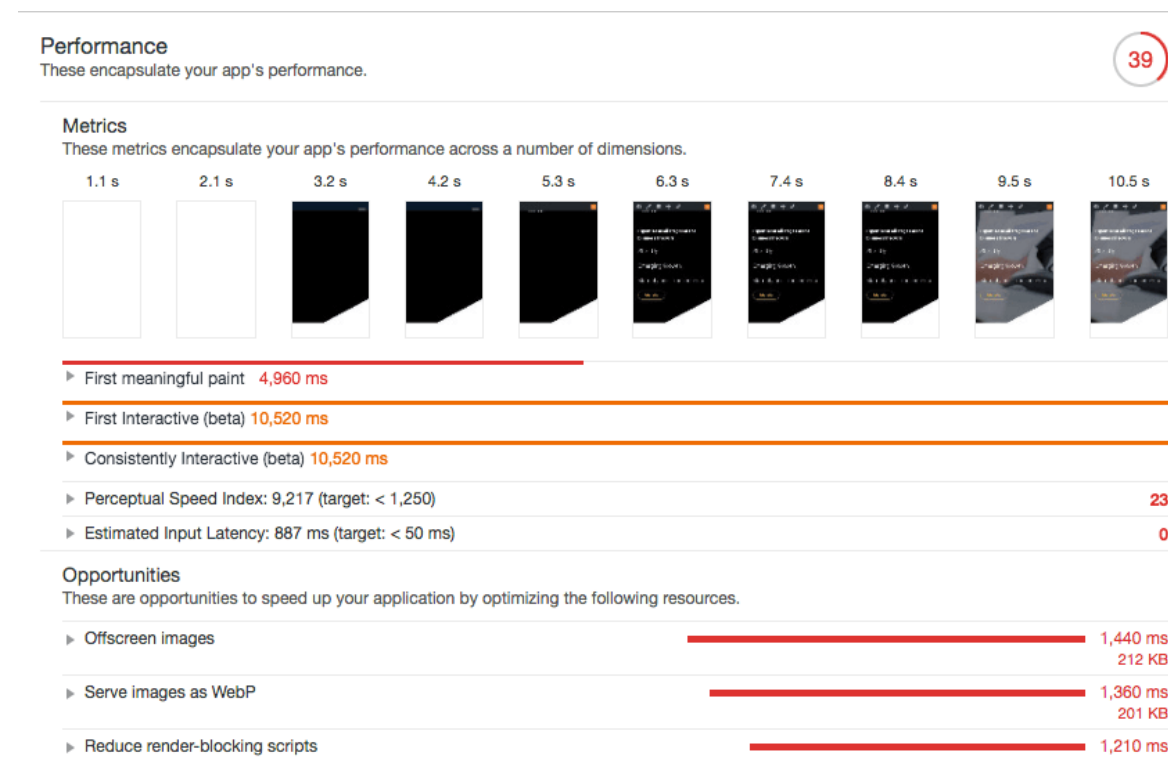 Performance
39
These encapsulate your app's performance.
Metrics
These metrics encapsulate your app's performance across a number of dimensions.
1.1 s 2.1 s 3.2 s 4.2 s 5.3 s 6.3 s 7.4 s 8.4 s 9.5 s 10.5 s
First meaningful paint 4,960 ms
First Interactive (beta) 10,520 ms
Consistently Interactive (beta) 10,520 ms
Perceptual Speed Index: 9,217 (target: < 1,250) 23
Estimated Input Latency: 887 ms (target: < 50 ms) 0
Opportunities
These are opportunities to speed up your application by optimizing the following resources.
Offscreen images 1,440 ms
212 KB
Serve images as WebP 1,360 ms
201 KB
Reduce render-blocking scripts 1,210 ms